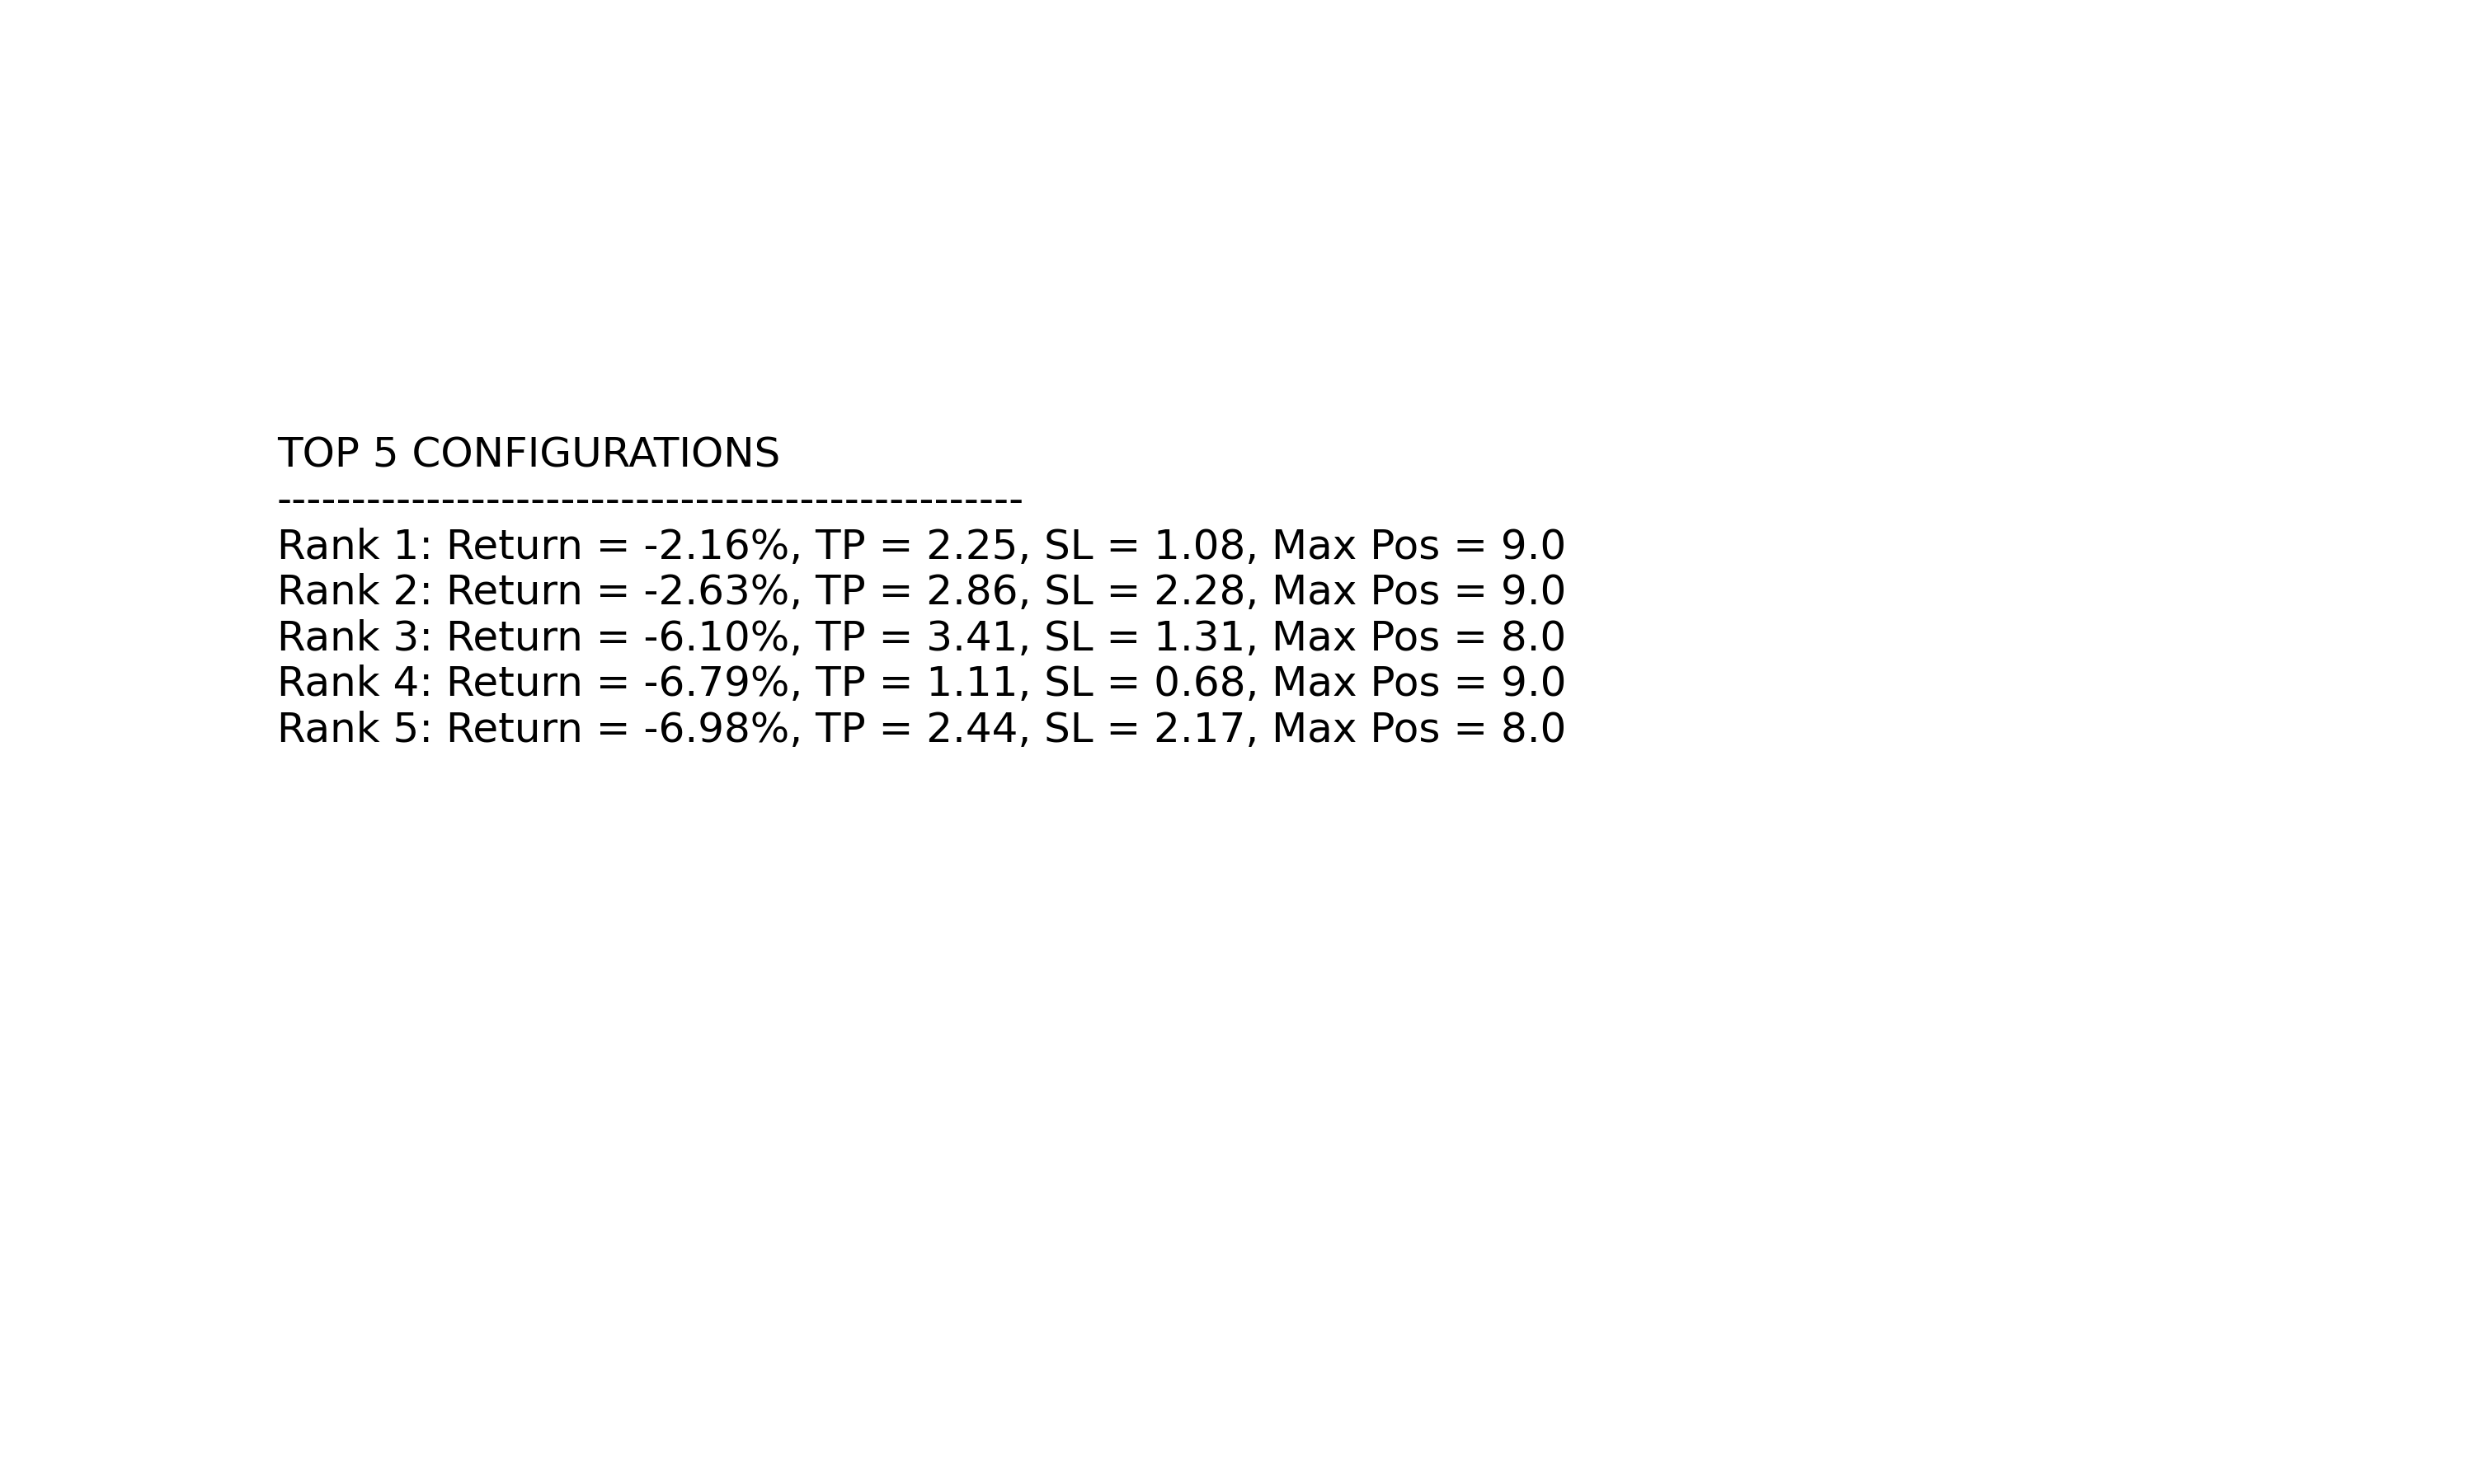 TOP 5 CONFIGURATIONS
--------------------------------------------------
Rank 1: Return = -2.16%, TP = 2.25, SL = 1.08, Max Pos = 9.0
Rank 2: Return = -2.63%, TP = 2.86, SL = 2.28, Max Pos = 9.0
Rank 3: Return = -6.10%, TP = 3.41, SL = 1.31, Max Pos = 8.0
Rank 4: Return = -6.79%, TP = 1.11, SL = 0.68, Max Pos = 9.0
Rank 5: Return = -6.98%, TP = 2.44, SL = 2.17, Max Pos = 8.0